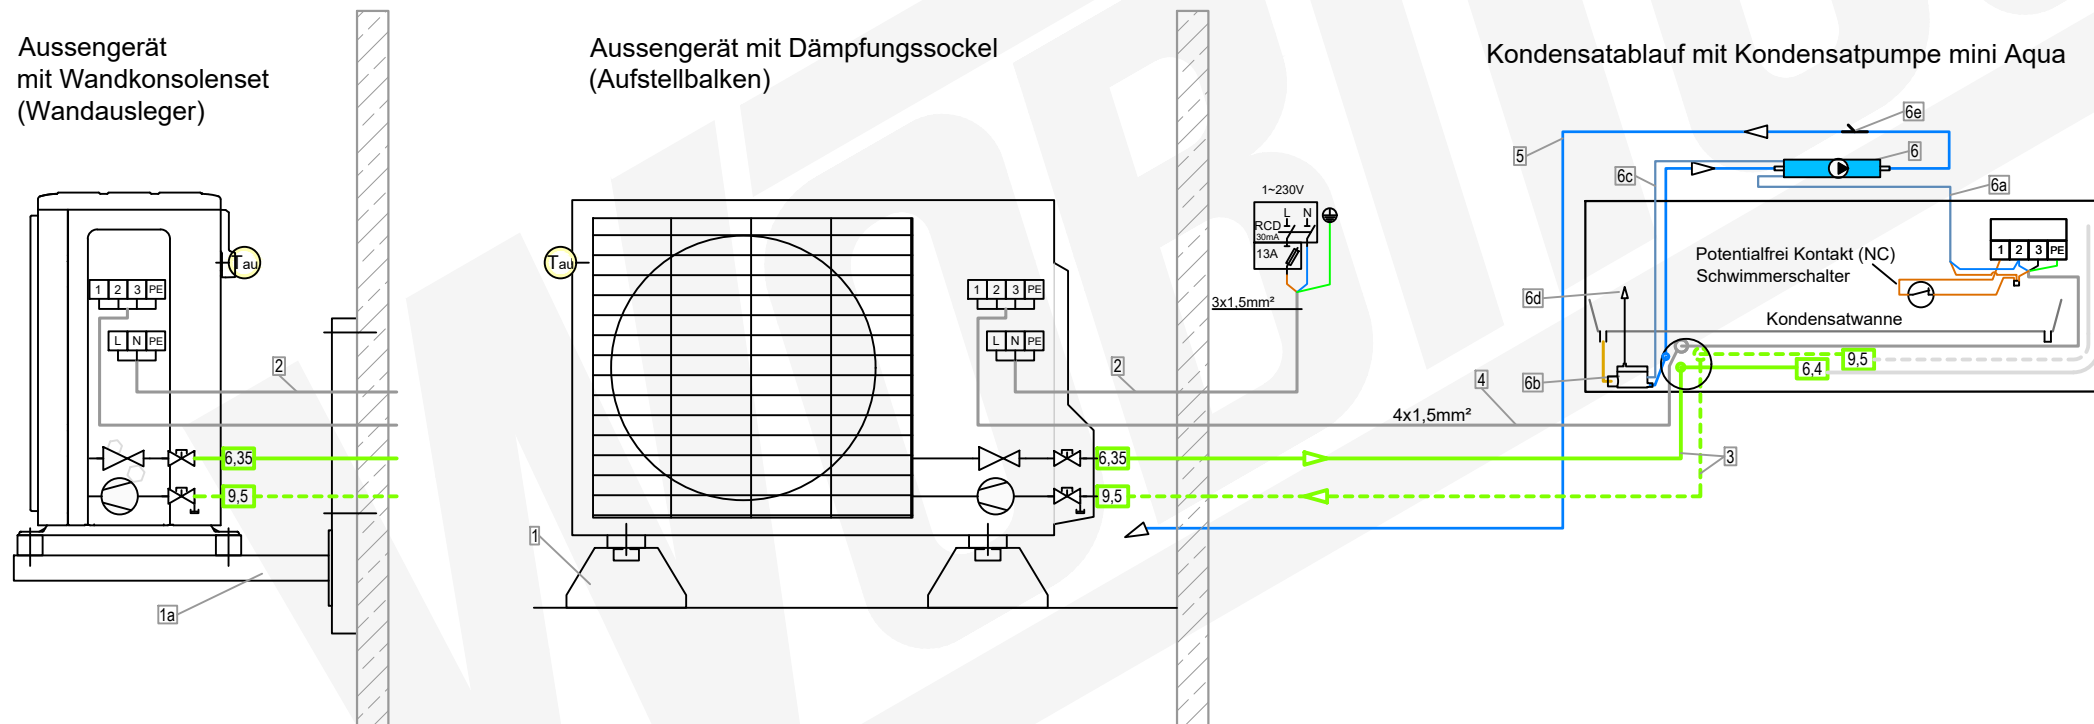 Aussengerät
mit Wandkonsolenset
(Wandausleger)
Tau
1 2 3 PE
L N PE
2
6,35
9,5
1a
Aussengerät mit Dämpfungssockel
(Aufstellbalken)
Tau
1 2 3 PE
L N PE
2
6,35
9,5
1
1~230V
L N
RCD
30mA
13A
3x1,5mm²
4
4x1,5mm²
3
Kondensatablauf mit Kondensatpumpe mini Aqua
6e
5
6
6c
6a
1 2 3 PE
Potentialfrei Kontakt (NC)
Schwimmerschalter
6d
Kondensatwanne
9,5
6,4
6b